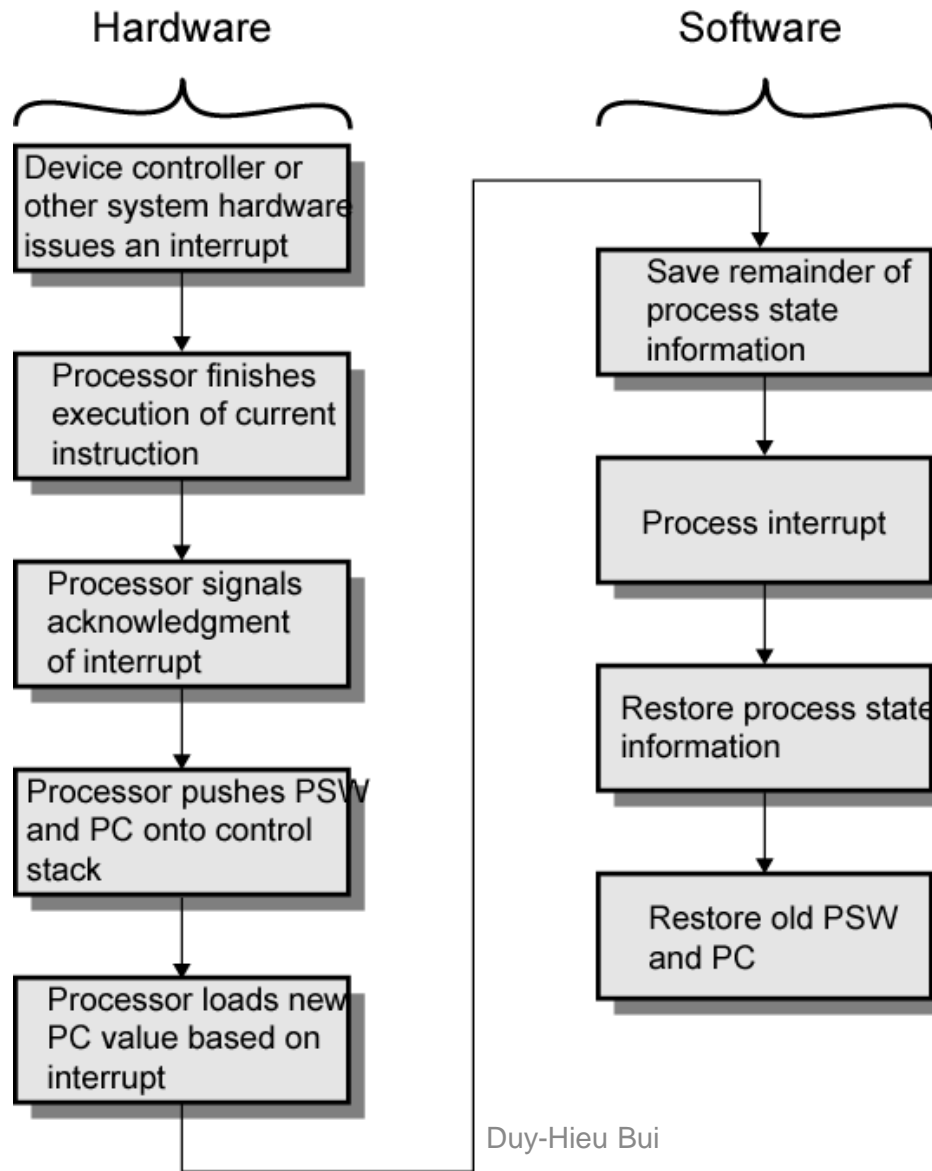 Hardware
Device controller or
other system hardware
issues an interrupt
Processor finishes
execution of current
instruction
Processor signals
acknowledgment
of interrupt
Processor pushes PSW
and PC onto control
stack
Processor loads new
PC value based on
interrupt
Software
Save remainder of
process state
information
Process interrupt
Restore process state
information
Restore old PSW
and PC
Duy-Hieu Bui